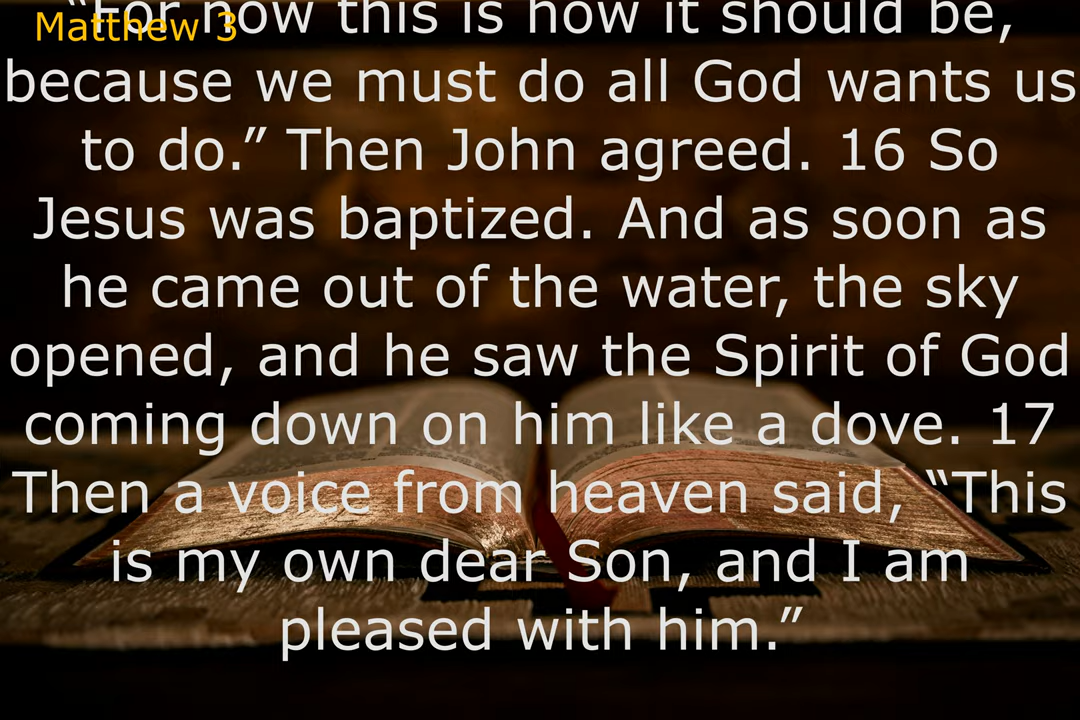 Matthew 3
“For now this is how it should be,
because we must do all God wants us
to do.” Then John agreed. 16 So
Jesus was baptized. And as soon as
he came out of the water, the sky
opened, and he saw the Spirit of God
coming down on him like a dove. 17
Then a voice from heaven said, “This
is my own dear Son, and I am
pleased with him.”